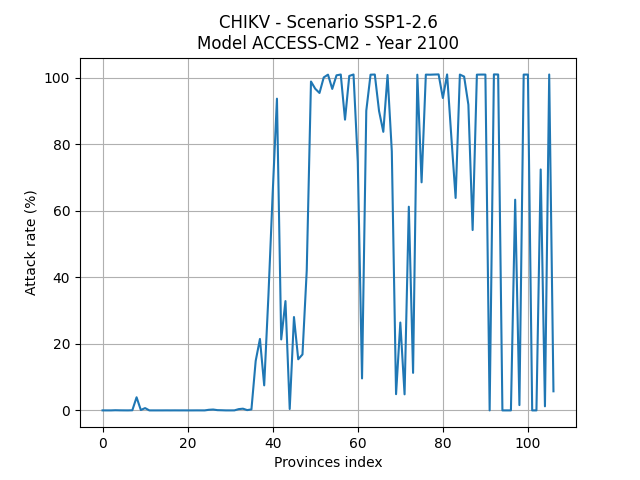 CHIKV - Scenario SSP1-2.6
Model ACCESS-CM2 - Year 2100
Attack rate (%)
100
80
60
40
20
0
0 20 40 60 80 100
Provinces index